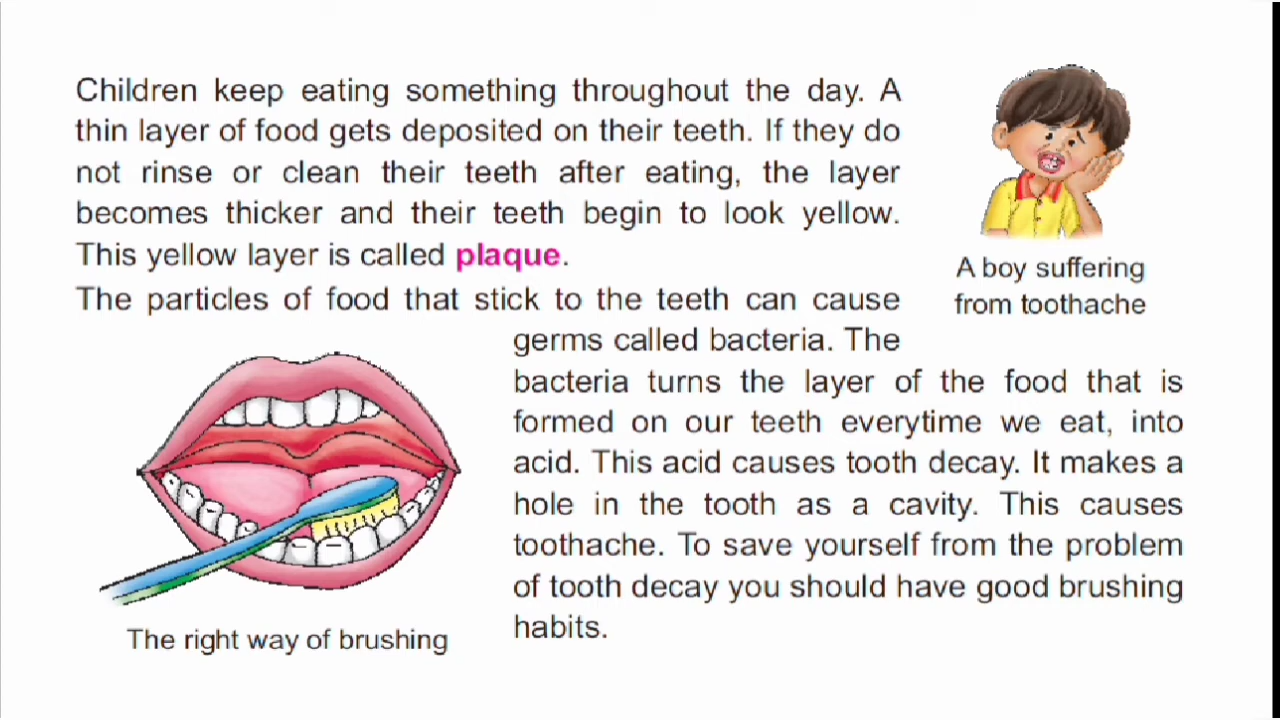 Children keep eating something throughout the day. A
thin layer of food gets deposited on their teeth. If they do
not rinse or clean their teeth after eating, the layer
becomes thicker and their teeth begin to look yellow.
This yellow layer is called plaque.
A boy suffering
from toothache
The particles of food that stick to the teeth can cause
germs called bacteria. The
bacteria turns the layer of the food that is
formed on our teeth everytime we eat, into
acid. This acid causes tooth decay. It makes a
hole in the tooth as a cavity. This causes
toothache. To save yourself from the problem
of tooth decay you should have good brushing
habits.
The right way of brushing